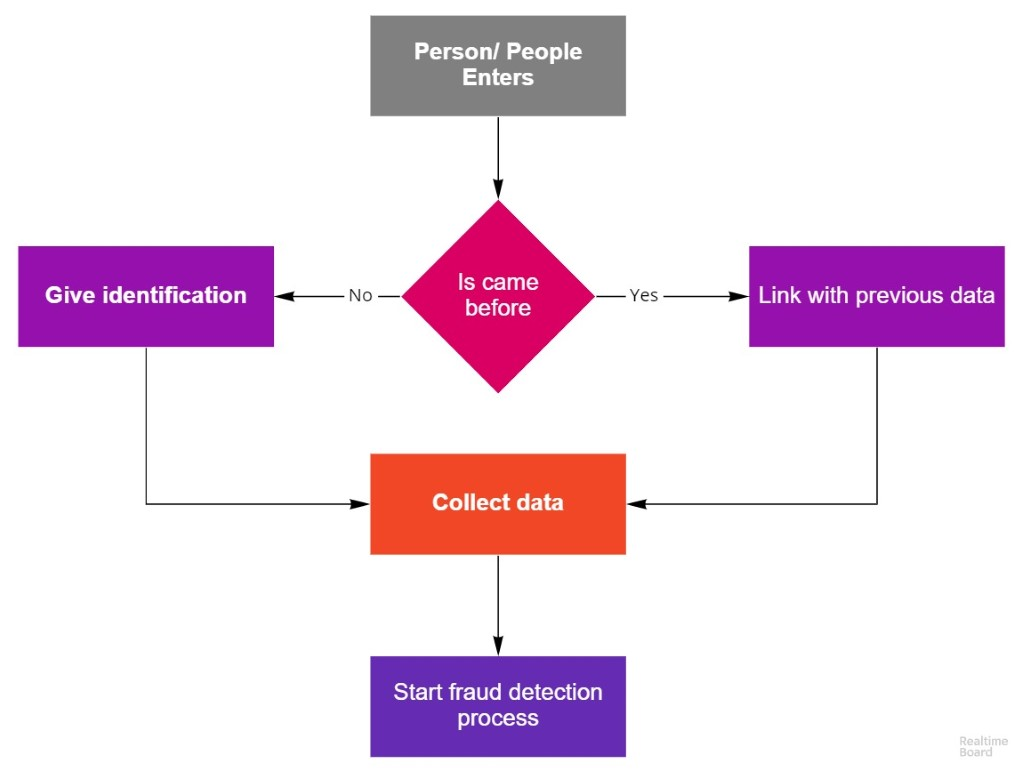 Person/ People
Enters
Is came
before
No
Yes
Give identification
Link with previous data
Collect data
Start fraud detection
process
Realtime
Board